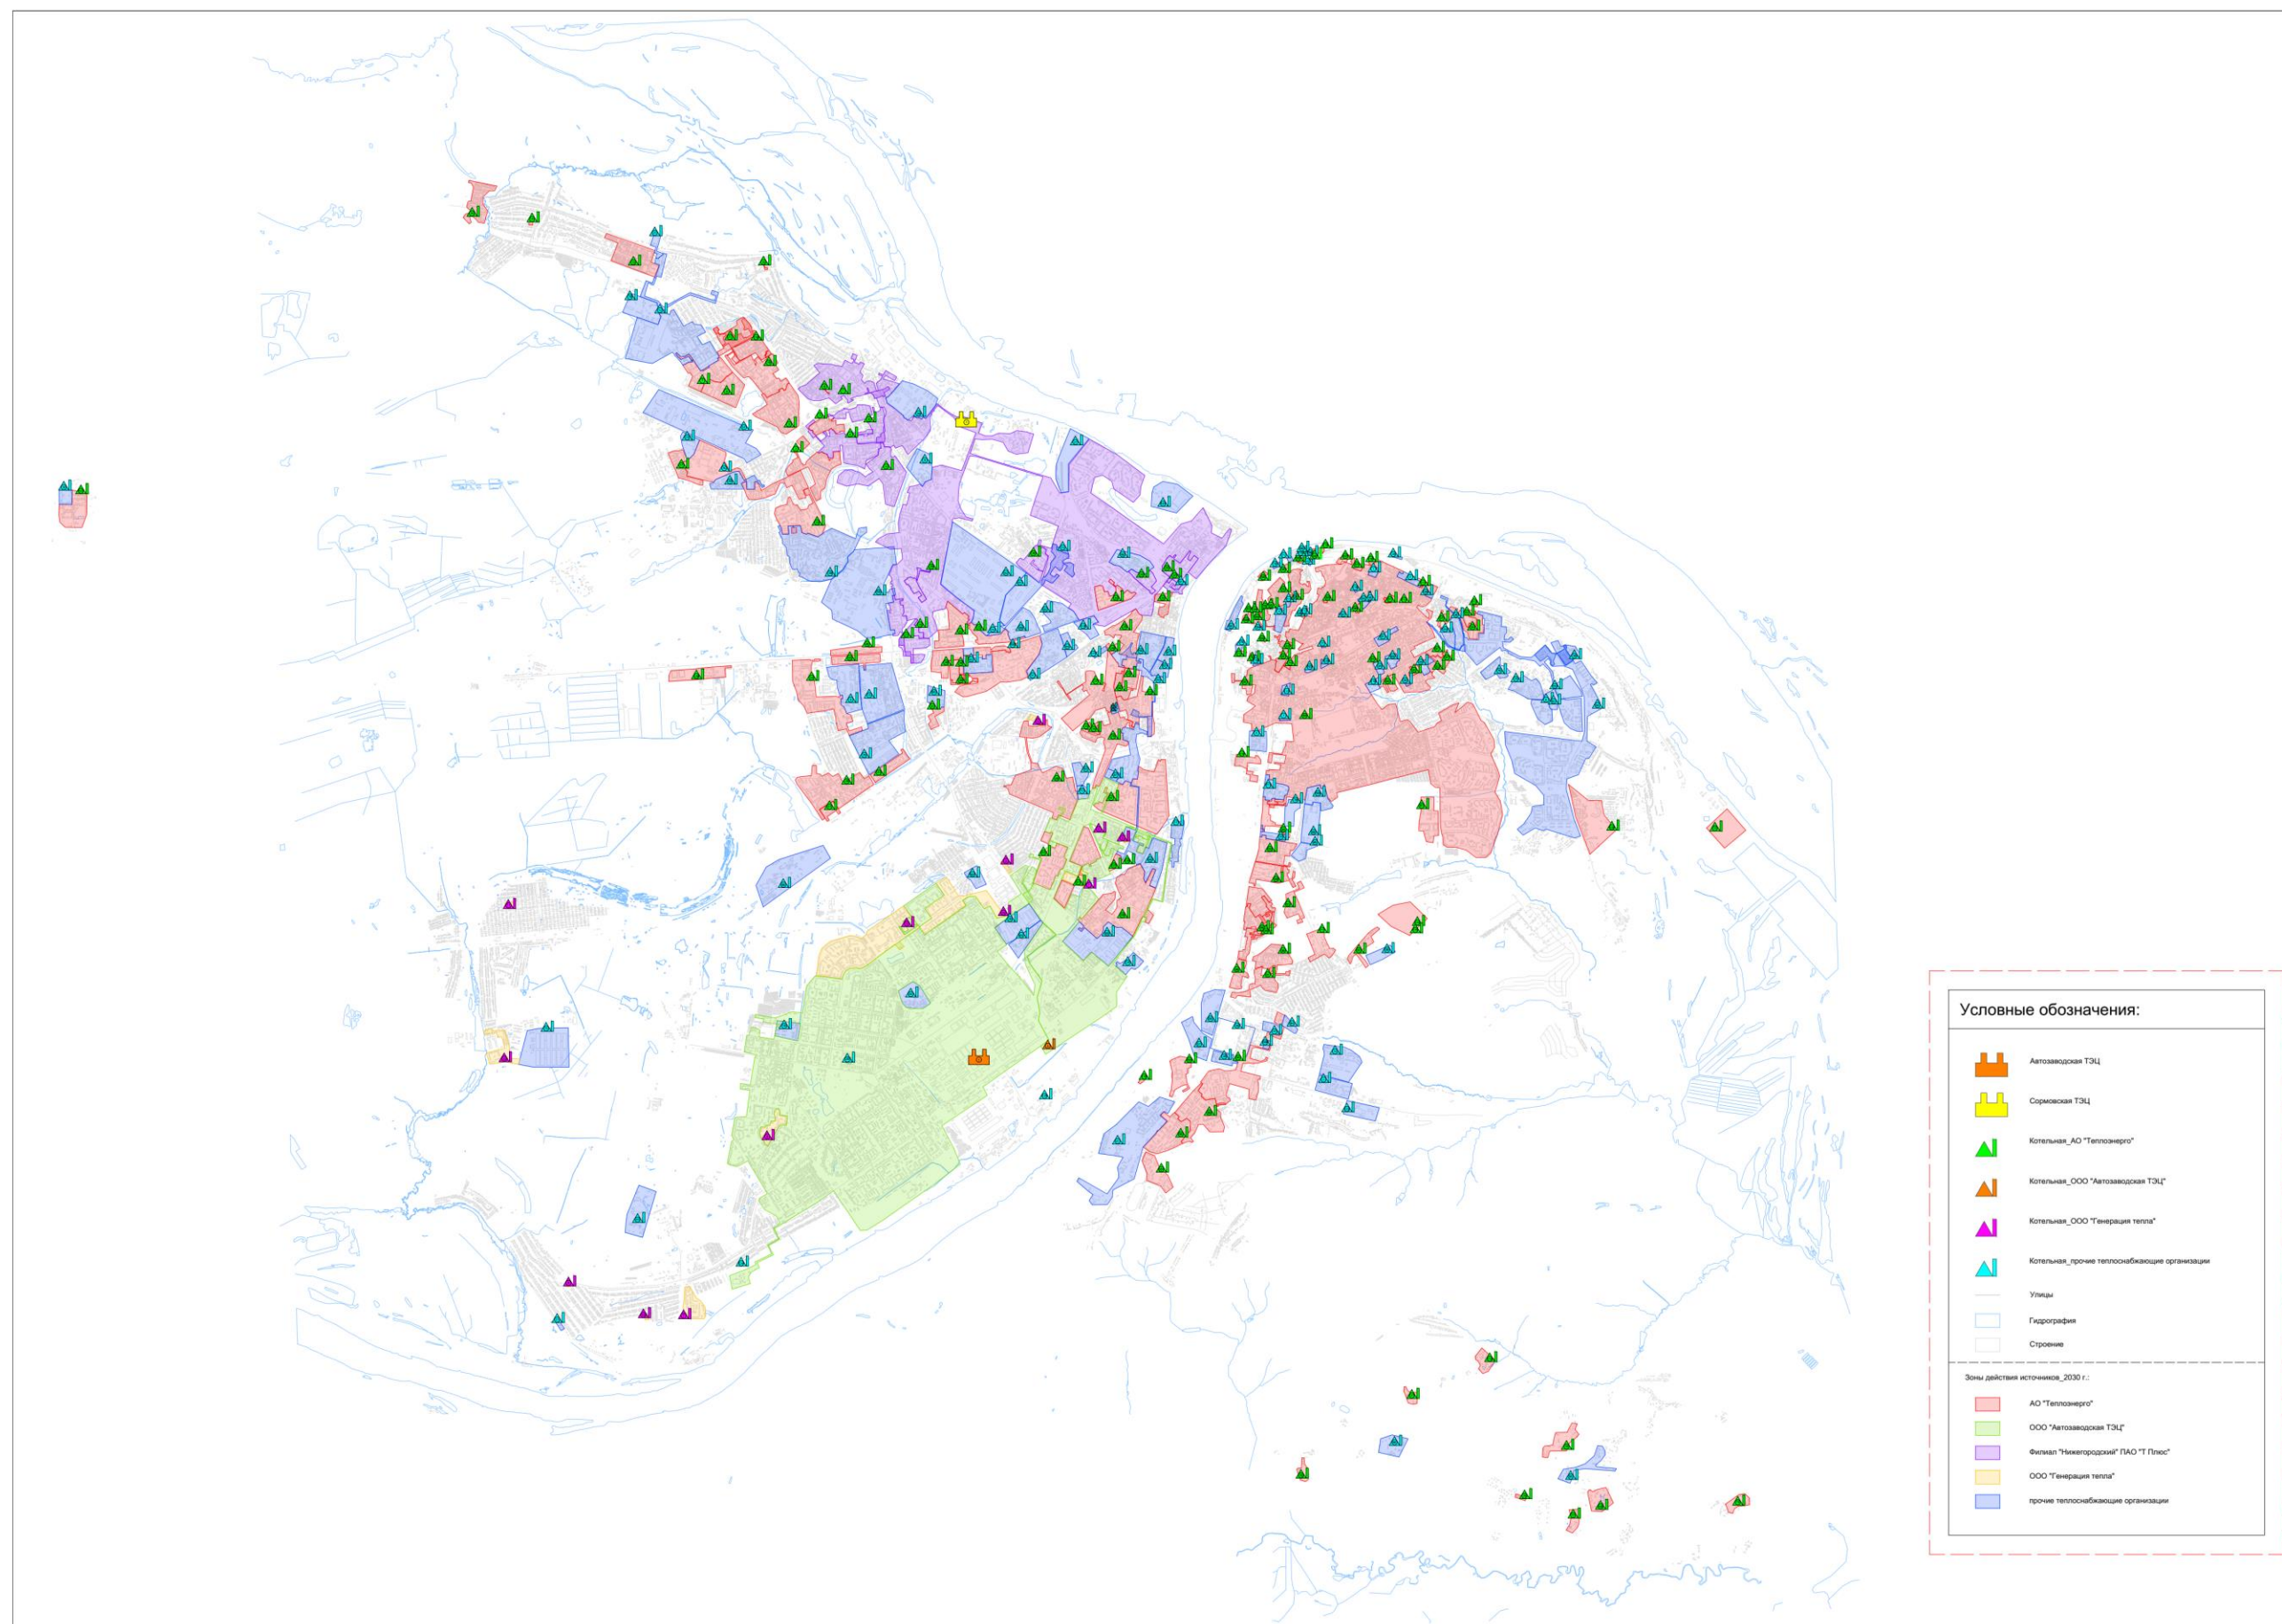 Условные обозначения:
Автозаводская ТЭЦ
Сормовская ТЭЦ
Котельная_АО "Теплоэнерго"
Котельная_ООО "Автозаводская ТЭЦ"
Котельная_ООО "Генерация тепла"
Котельная_прочие теплоснабжающие организации
Улицы
Гидрография
Строение
Зоны действия источников_2030 г.:
АО "Теплоэнерго"
ООО "Автозаводская ТЭЦ"
Филиал "Нижегородский" ПАО "Т Плюс"
ООО "Генерация тепла"
прочие теплоснабжающие организации